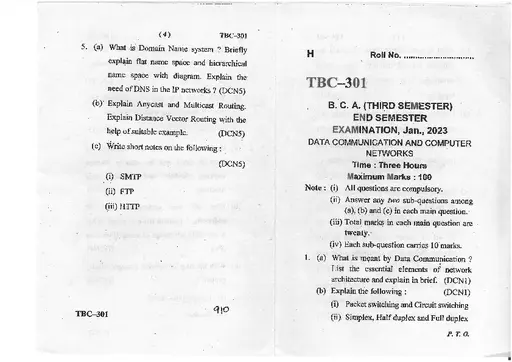 (4)
TBC-301
5. (a) What is Domain Name system ? Briefly
explain flat name space and hierarchical
name space with diagram. Explain the
need of DNS in the IP networks ? (DCN5)
(b) Explain Anycast and Multicast Routing.
Explain Distance Vector Routing with the
help of suitable example. (DCN5)
(c) Write short notes on the following :
(DCN5)
(i) SMTP
(ii) FTP
(iii) HTTP
TBC-301
910
H
Roll No. ..............................
TBC-301
B. C. A. (THIRD SEMESTER)
END SEMESTER
EXAMINATION, Jan., 2023
DATA COMMUNICATION AND COMPUTER
NETWORKS
Time : Three Hours
Maximum Marks : 100
Note : (i) All questions are compulsory.
(ii) Answer any two sub-questions among
(a), (b) and (c) in each main question.
(iii) Total marks in each main question are
twenty.
(iv) Each sub-question carries 10 marks.
1. (a) What is meant by Data Communication ?
List the essential elements of network
architecture and explain in brief. (DCN1)
(b) Explain the following : (DCN1)
(i) Packet switching and Circuit switching
(ii) Simplex, Half duplex and Full duplex
P. T. O.